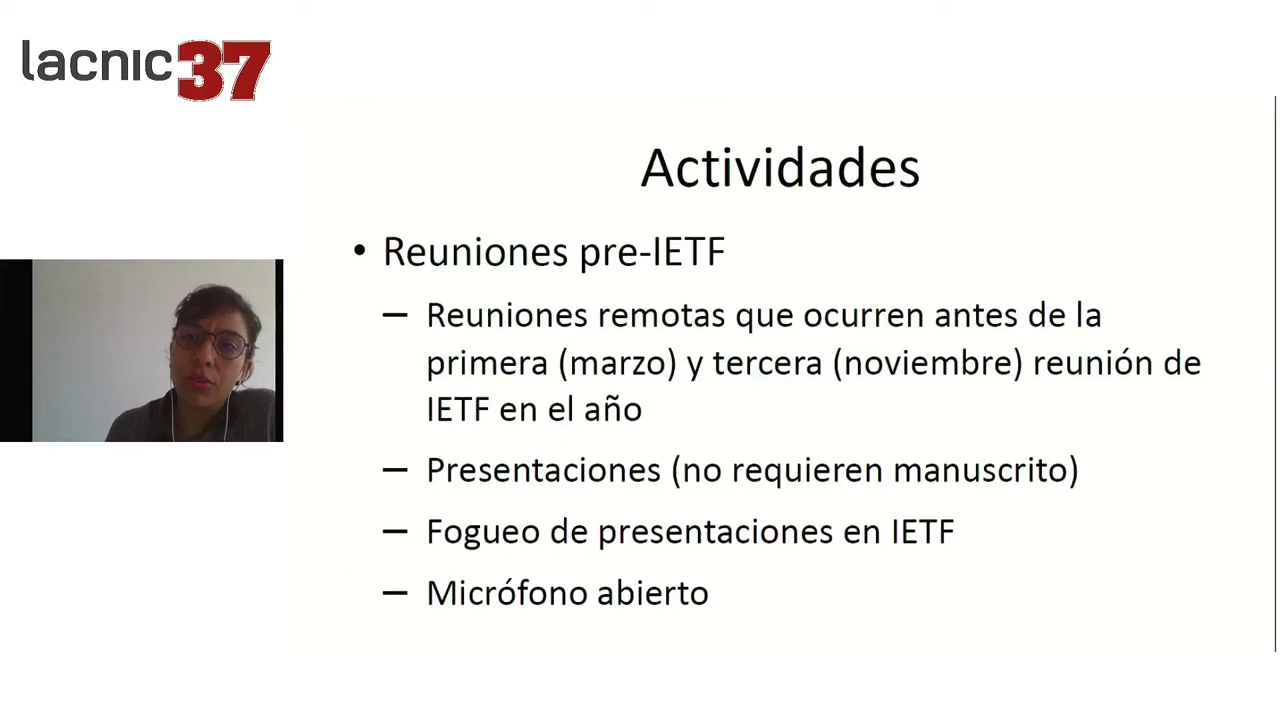 lacnic37
Actividades
• Reuniones pre-IETF
– Reuniones remotas que ocurren antes de la
primera (marzo) y tercera (noviembre) reunión de
IETF en el año
– Presentaciones (no requieren manuscrito)
– Fogueo de presentaciones en IETF
– Micrófono abierto